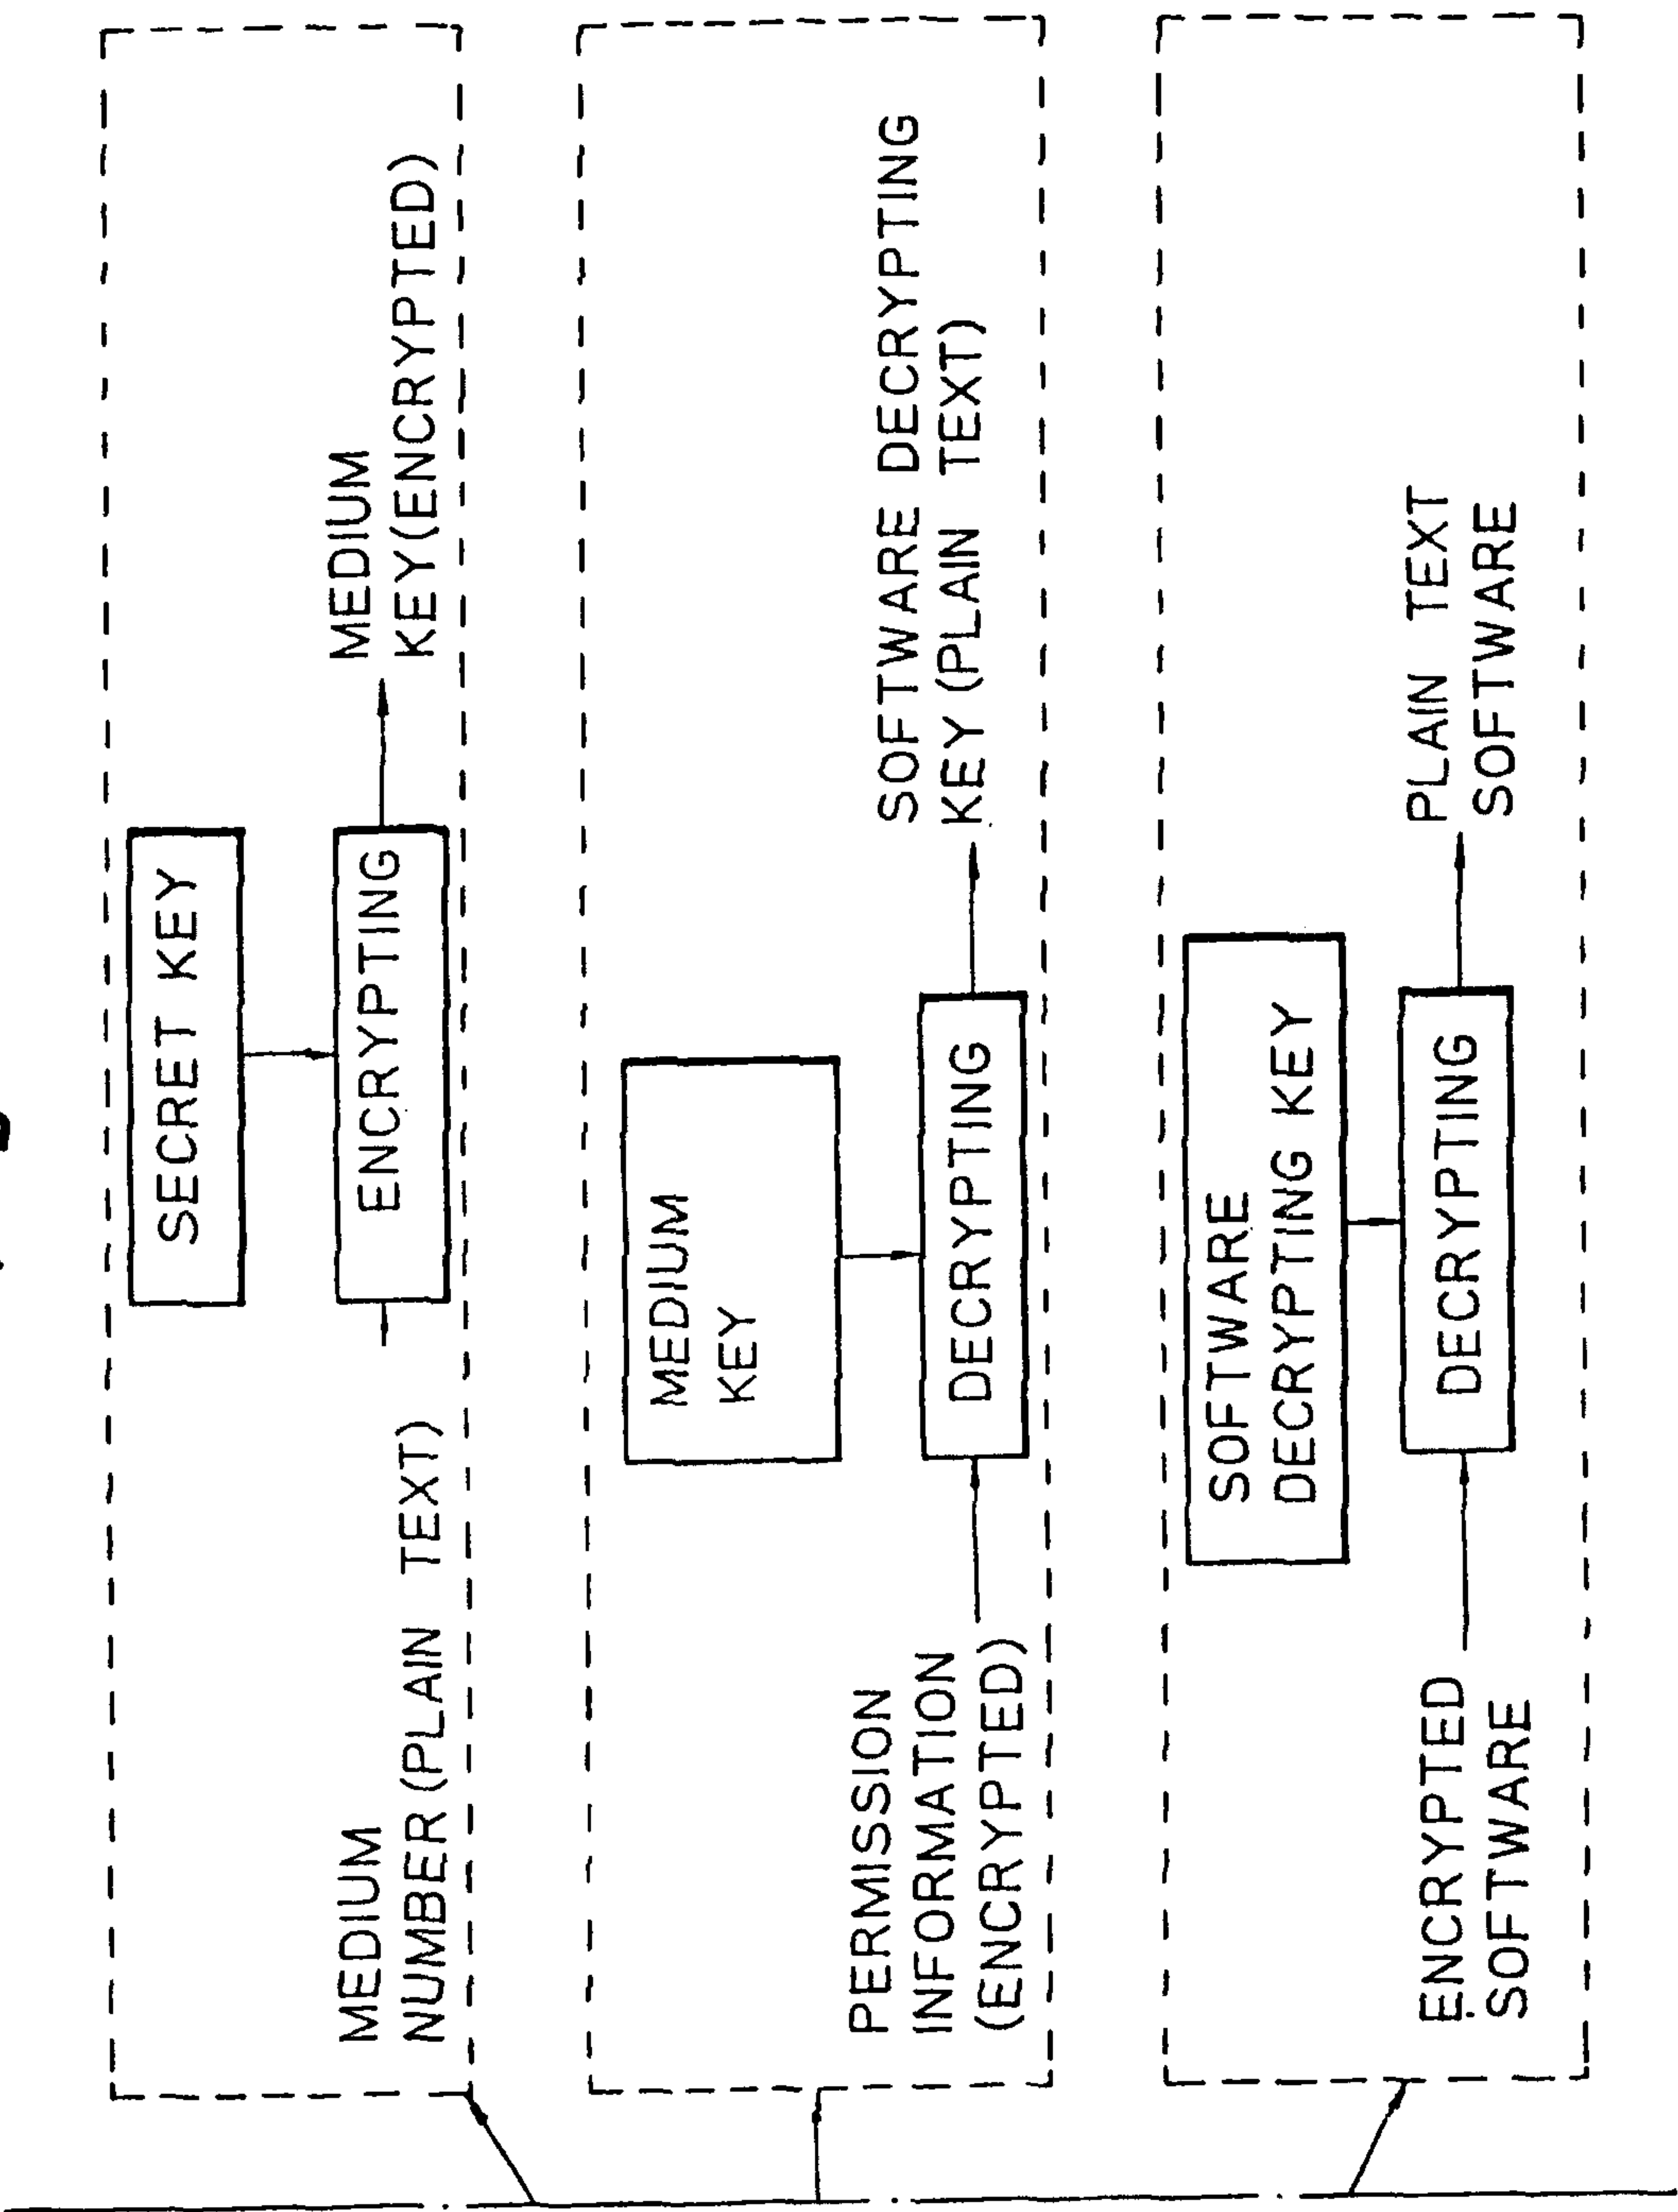 SECRET KEY
MEDIUM
NUMBER (PLAIN TEXT)
ENCRYPTING
MEDIUM
KEY(ENCRYPTED)
MEDIUM
KEY
PERMISSION
INFORMATION
(ENCRYPTED)
DECRYPTING
SOFTWARE DECRYPTING
KEY (PLAIN TEXT)
SOFTWARE
DECRYPTING KEY
ENCRYPTED
SOFTWARE
DECRYPTING
PLAIN TEXT
SOFTWARE